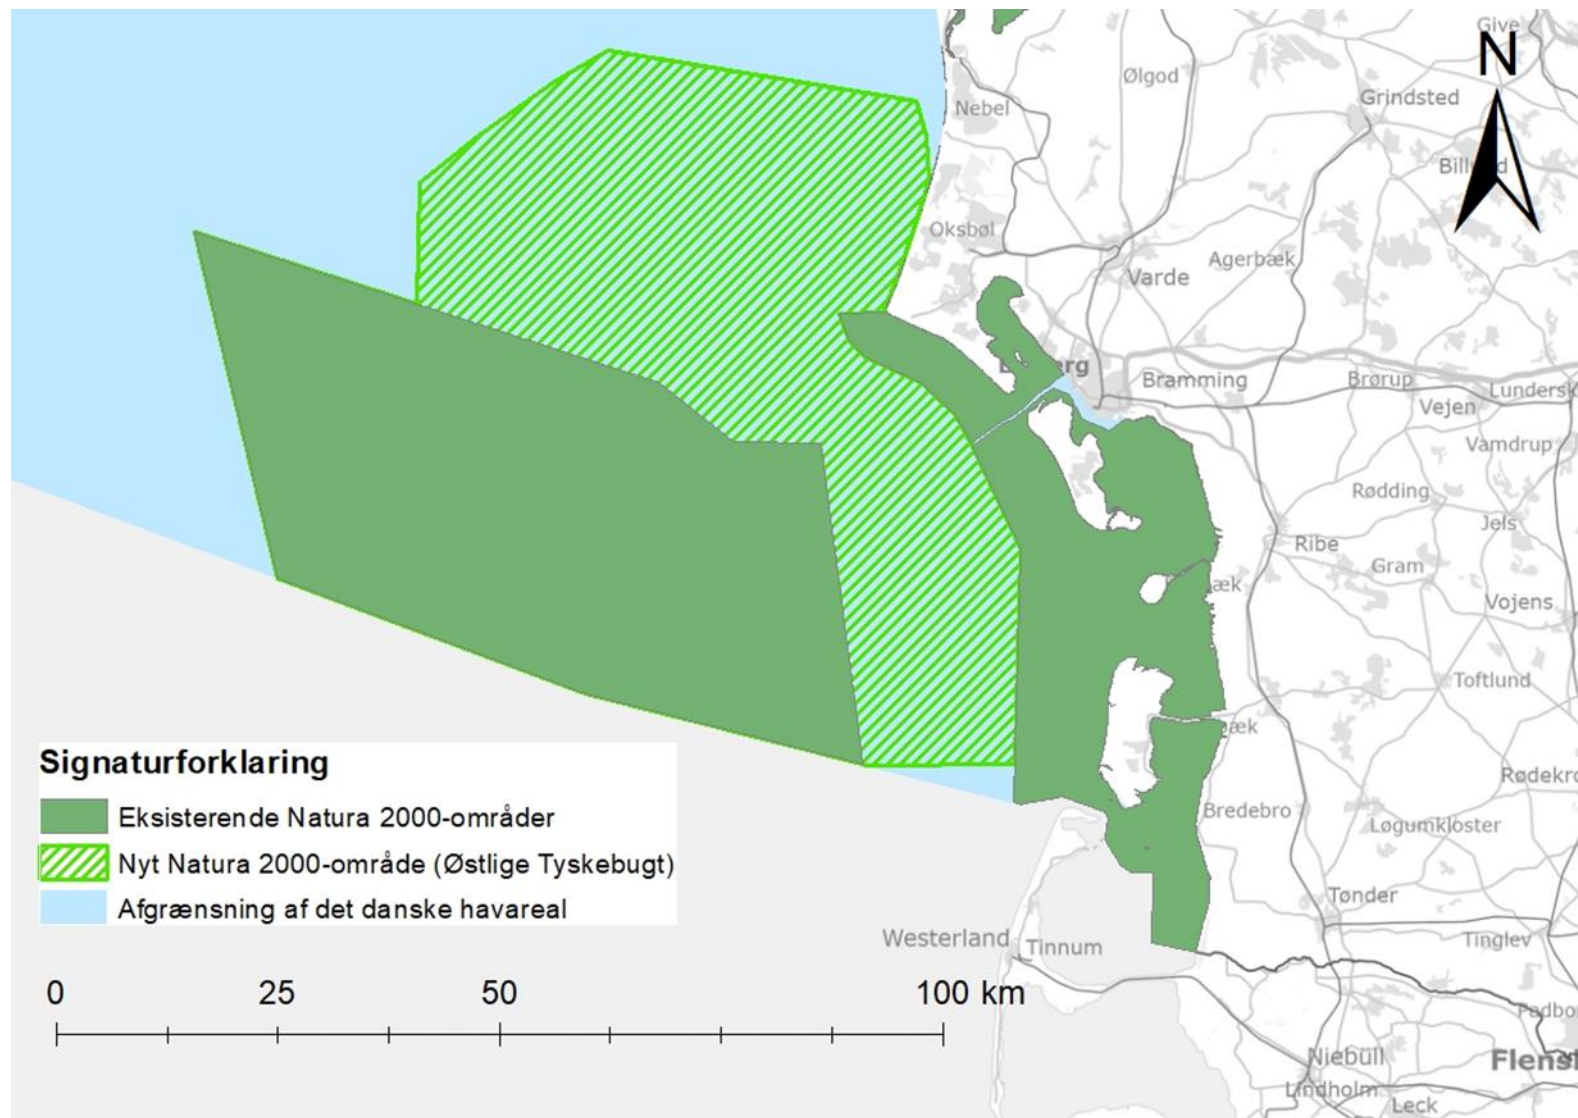 Give
N
Ølgod
Nebel
Grindsted
Oksbøl
Agerbæk
Varde
Bramming
Brørup
Vejen
Vamdrup
Rødding
Jels
Ribe
Gram
Vojens
Toftlund
Signaturforklaring
Eksisterende Natura 2000-områder
Nyt Natura 2000-område (Østlige Tyskebugt)
Afgrænsning af det danske havareal
Bredebro
Løgumkloster
Tønder
Westerland
Tinnum
Tinglev
0 25 50 100 km
Niebüll
Lindholm
Leck